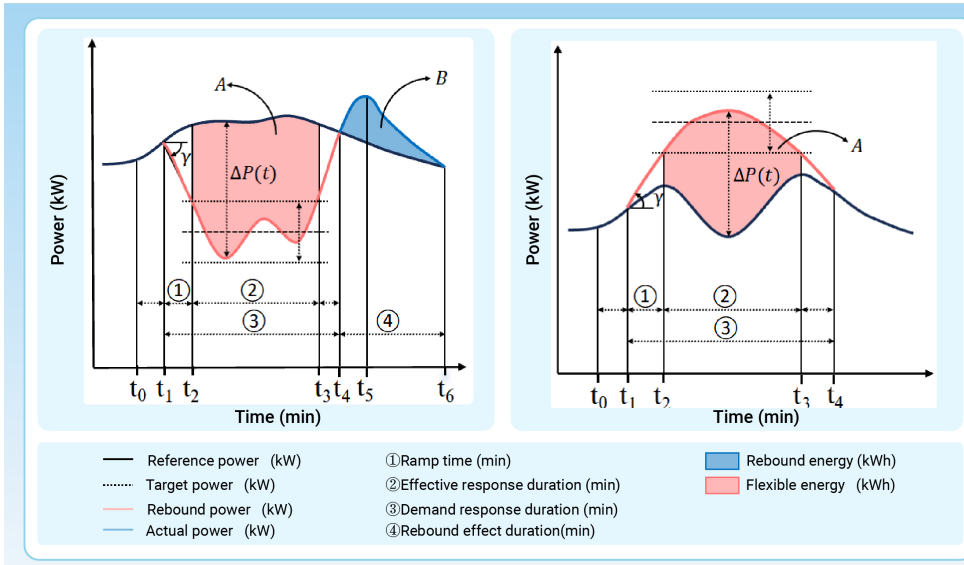 A
B
γ
ΔP(t)
①
②
③
④
t0 t1 t2 t3 t4 t5 t6
Power (kW)
Time (min)
A
γ
ΔP(t)
①
②
③
t0 t1 t2 t3 t4
Power (kW)
Time (min)
Reference power (kW)
Target power (kW)
Rebound power (kW)
Actual power (kW)
①Ramp time (min)
②Effective response duration (min)
③Demand response duration (min)
④Rebound effect duration(min)
Rebound energy (kWh)
Flexible energy (kWh)